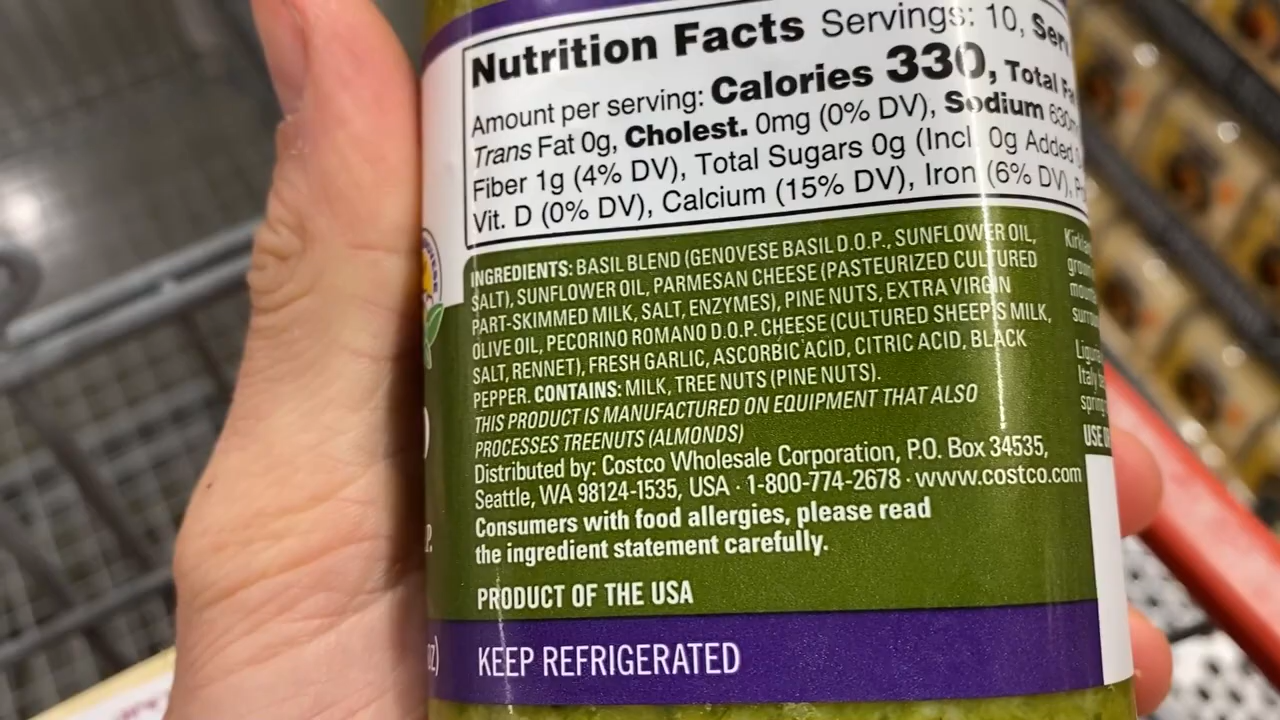 Nutrition Facts Servings: 10, Serv
Amount per serving: Calories 330, Total Fa
Trans Fat 0g, Cholest. 0mg (0% DV), Sodium 630m
Fiber 1g (4% DV), Total Sugars 0g (Incl. 0g Added
Vit. D (0% DV), Calcium (15% DV), Iron (6% DV), P
INGREDIENTS: BASIL BLEND (GENOVESE BASIL D.O.P., SUNFLOWER OIL,
SALT), SUNFLOWER OIL, PARMESAN CHEESE (PASTEURIZED CULTURED
PART-SKIMMED MILK, SALT, ENZYMES), PINE NUTS, EXTRA VIRGIN
OLIVE OIL, PECORINO ROMANO D.O.P. CHEESE (CULTURED SHEEP'S MILK,
SALT, RENNET), FRESH GARLIC, ASCORBIC ACID, CITRIC ACID, BLACK
PEPPER. CONTAINS: MILK, TREE NUTS (PINE NUTS).
THIS PRODUCT IS MANUFACTURED ON EQUIPMENT THAT ALSO
PROCESSES TREENUTS (ALMONDS)
Distributed by: Costco Wholesale Corporation, P.O. Box 34535,
Seattle, WA 98124-1535, USA · 1-800-774-2678 · www.costco.com
Consumers with food allergies, please read
the ingredient statement carefully.
PRODUCT OF THE USA
KEEP REFRIGERATED